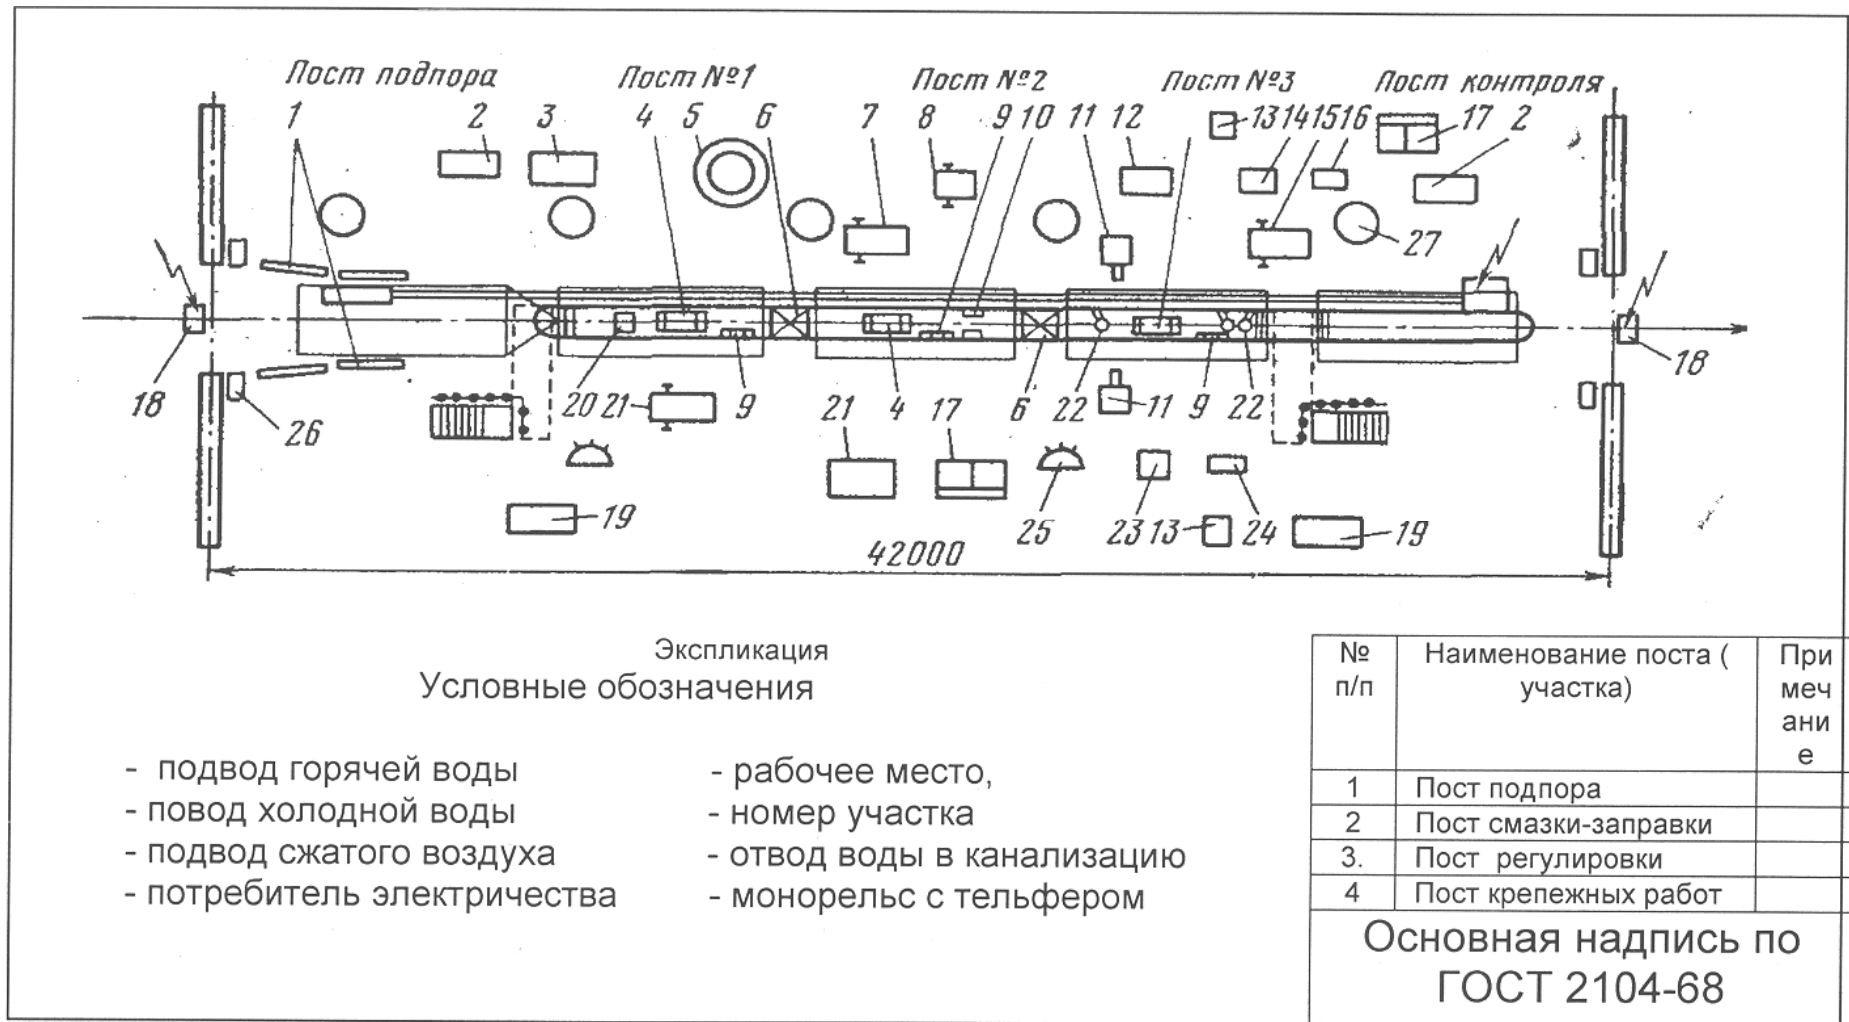 Пост подпора Пост №1 Пост №2 Пост №3 Пост контроля
1 2 3 4 5 6 7 8 9 10 11 12 13 14 15 16 17 2
27
18 26 20 21 9 21 4 17 6 22 11 9 22 18
19 25 23 13 24 19
42000
Экспликация
Условные обозначения
- подвод горячей воды
- повод холодной воды
- подвод сжатого воздуха
- потребитель электричества
- рабочее место,
- номер участка
- отвод воды в канализацию
- монорельс с тельфером
№ Наименование поста ( При
п/п участка) меч
ани
е
1 Пост подпора
2 Пост смазки-заправки
3. Пост регулировки
4 Пост крепежных работ
Основная надпись по
ГОСТ 2104-68